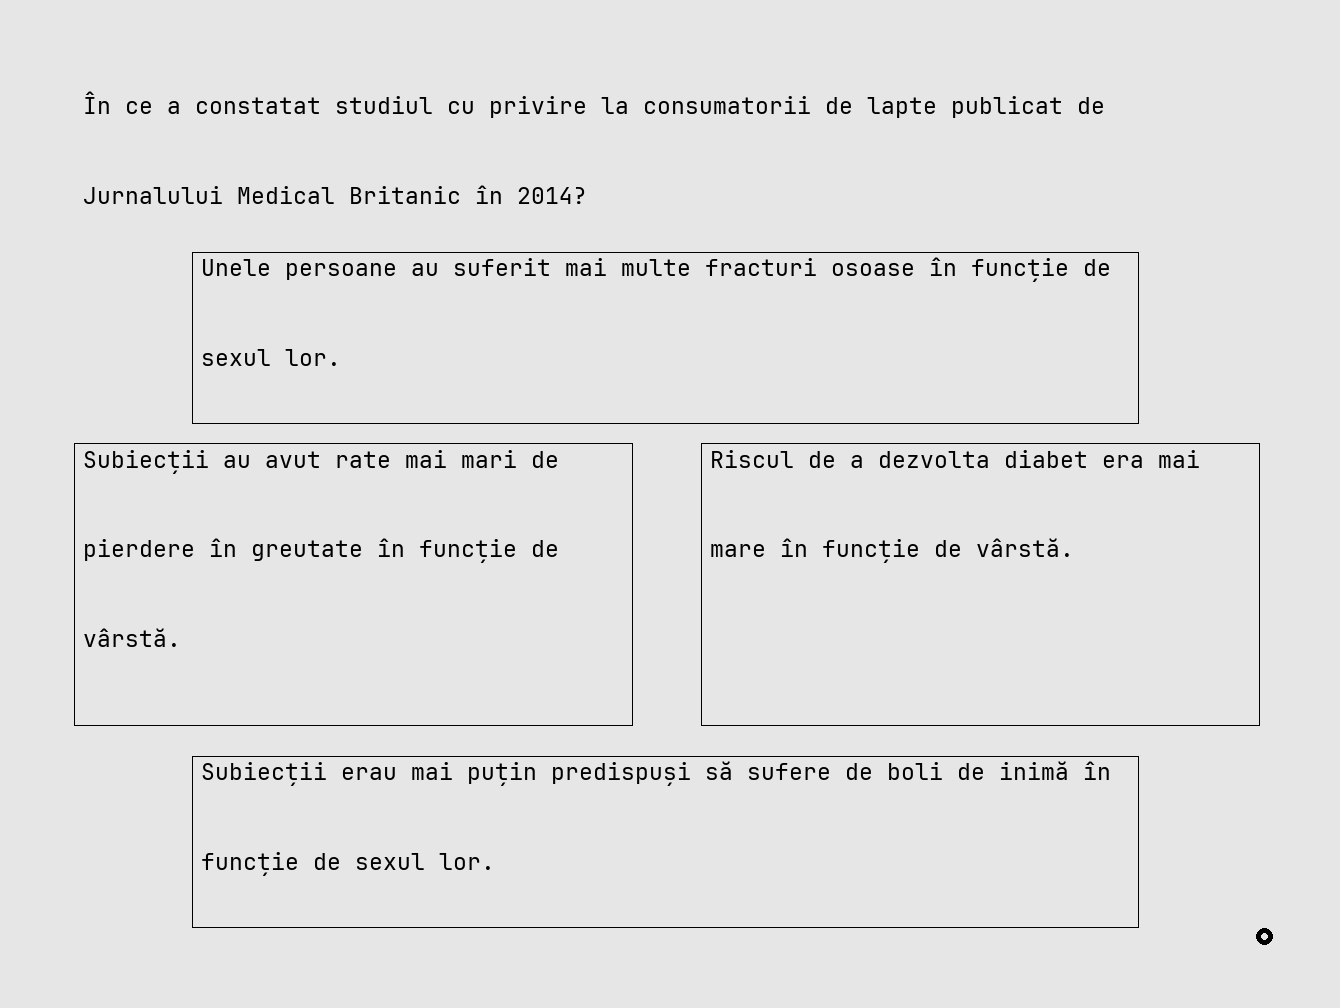 În ce a constatat studiul cu privire la consumatorii de lapte publicat de
Jurnalului Medical Britanic în 2014?
Unele persoane au suferit mai multe fracturi osoase în funcție de
sexul lor.
Subiecții au avut rate mai mari de
pierdere în greutate în funcție de
vârstă.
Riscul de a dezvolta diabet era mai
mare în funcție de vârstă.
Subiecții erau mai puțin predispuși să sufere de boli de inimă în
funcție de sexul lor.